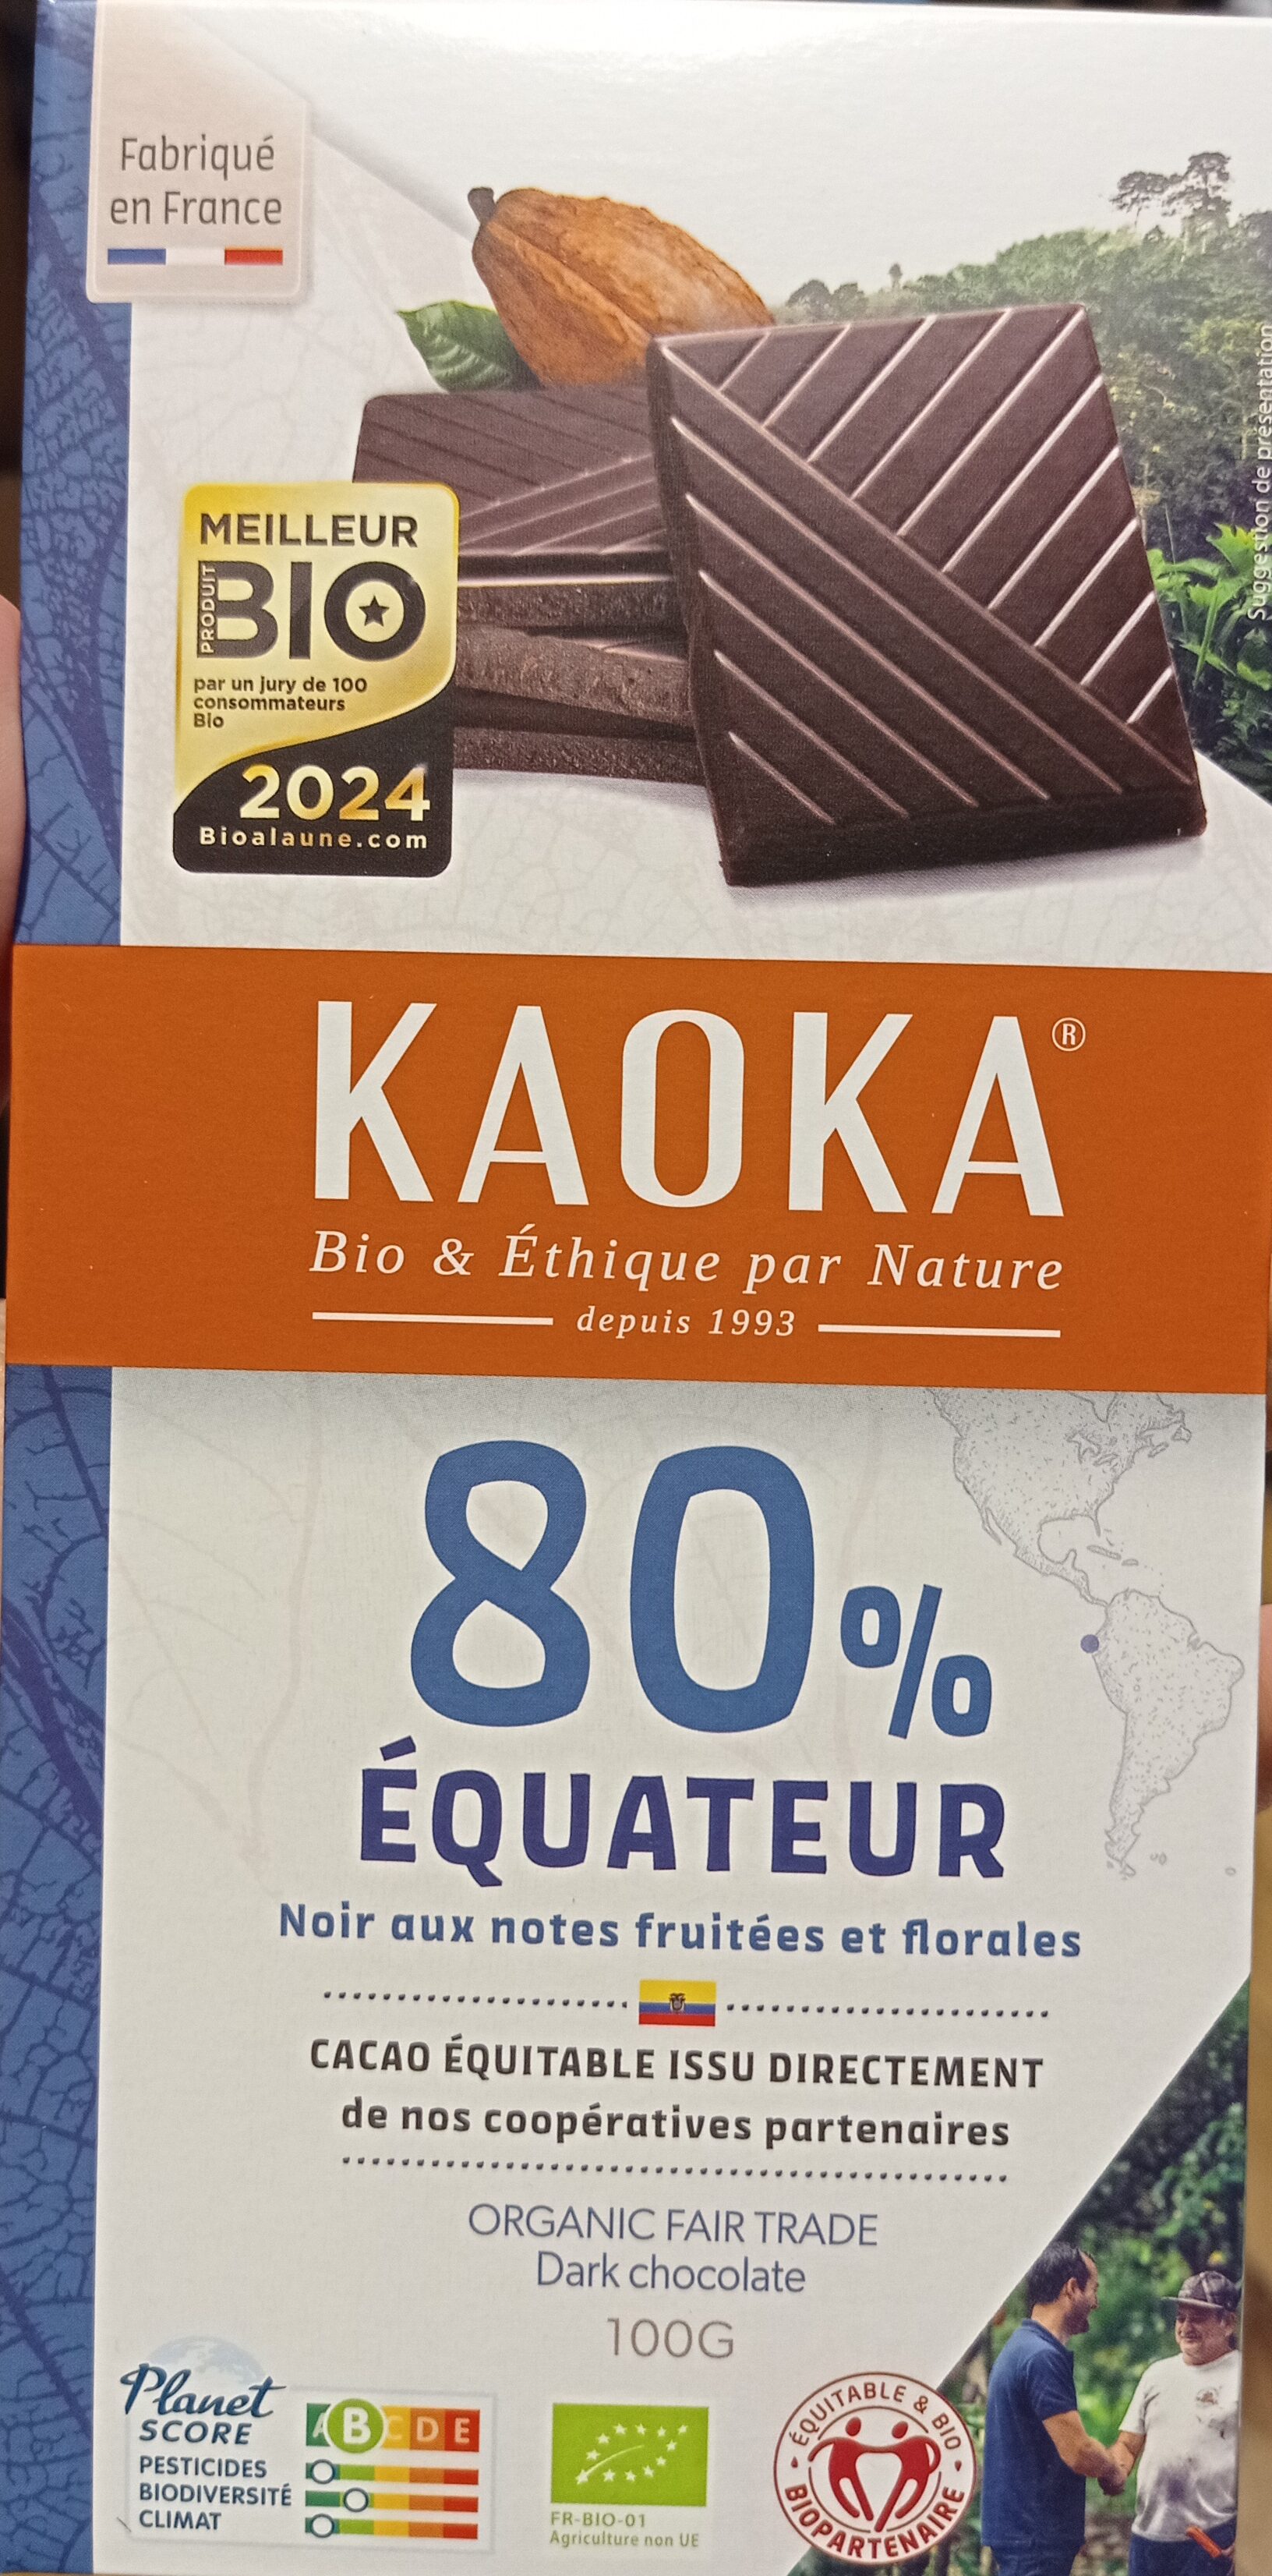 Fabriqué
en France
Suggestion de présentation
MEILLEUR
PRODUIT
BIO
par un jury de 100
consommateurs
Bio
2024
Bioalaune.com
KAOKA®
Bio & Éthique par Nature
depuis 1993
80%
ÉQUATEUR
Noir aux notes fruitées et florales
CACAO ÉQUITABLE ISSU DIRECTEMENT
de nos coopératives partenaires
ORGANIC FAIR TRADE
Dark chocolate
100G
Planet
SCORE
A B C D E
PESTICIDES
BIODIVERSITÉ
CLIMAT
FR-BIO-01
Agriculture non UE
ÉQUITABLE & BIO
BIOPARTENAIRE